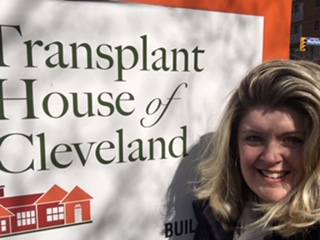 Transplant
House of
Cleveland
BUIL